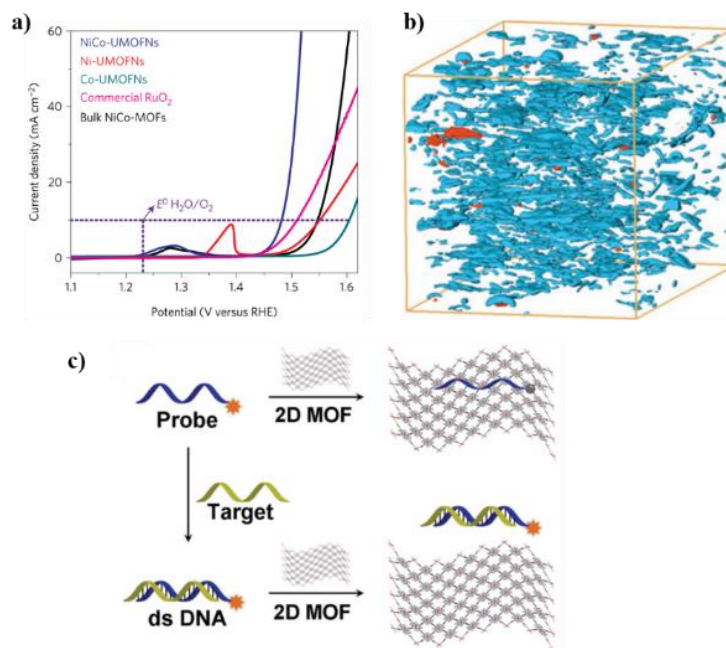 a)
60
40
20
0
Current density (mA cm⁻²)
NiCo-UMOFNs
Ni-UMOFNs
Co-UMOFNs
Commercial RuO₂
Bulk NiCo-MOFs
E⁰ H₂O/O₂
1.1 1.2 1.3 1.4 1.5 1.6
Potential (V versus RHE)
b)
c)
Probe
2D MOF
Target
ds DNA
2D MOF